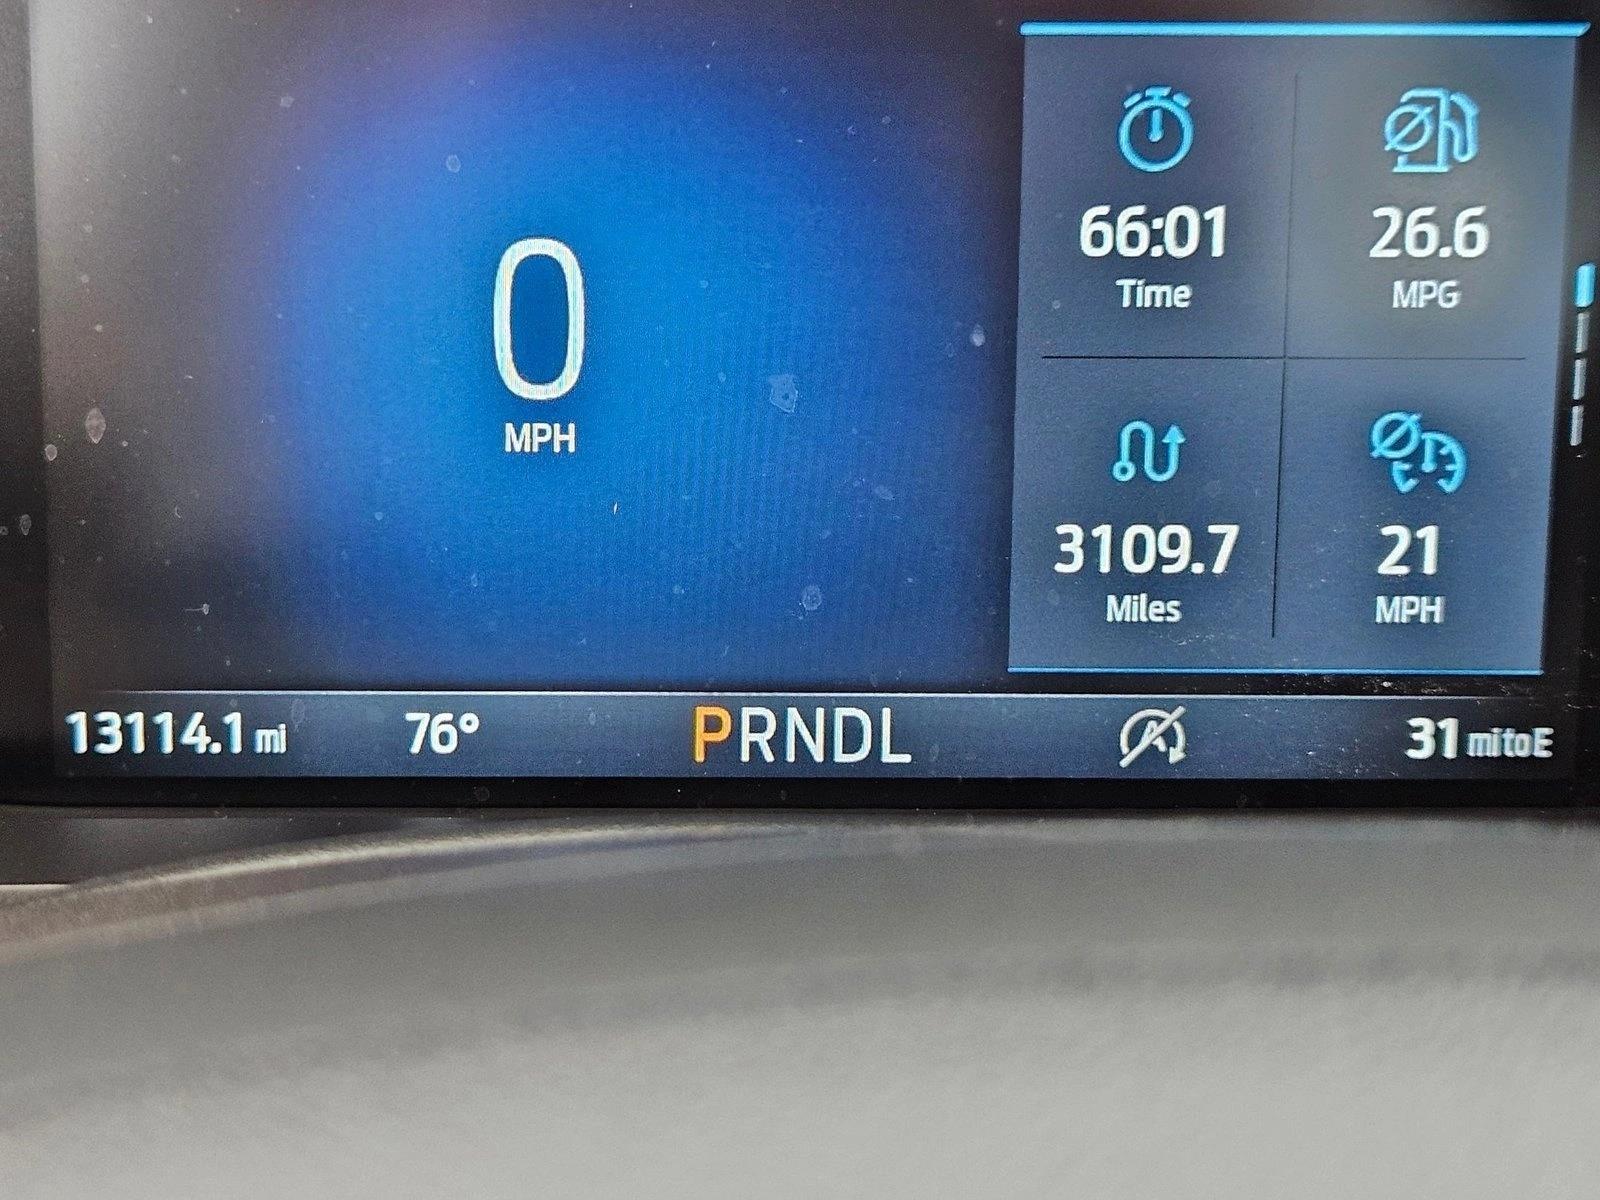 0
MPH
66:01
Time
26.6
MPG
3109.7
Miles
21
MPH
13114.1 mi
76°
PRNDL
A
31 mitoE